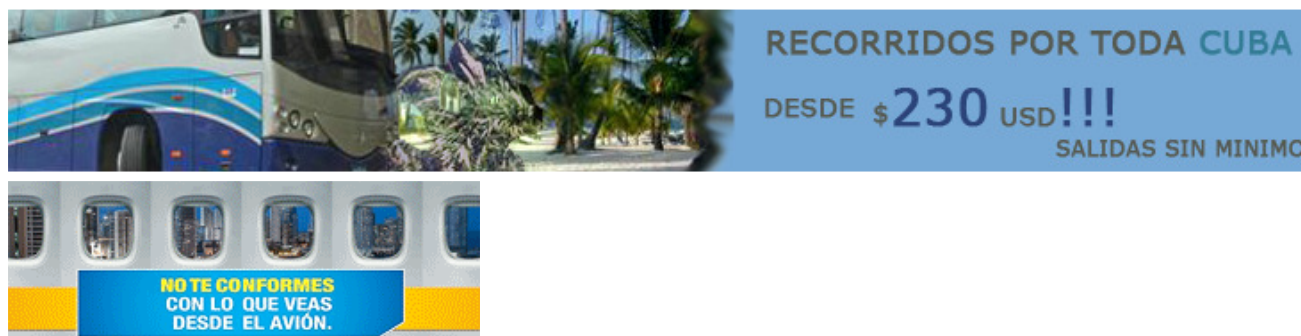 RECORRIDOS POR TODA CUBA
DESDE $230 USD!!!
SALIDAS SIN MINIMO
NO TE CONFORMES
CON LO QUE VEAS
DESDE EL AVIÓN.